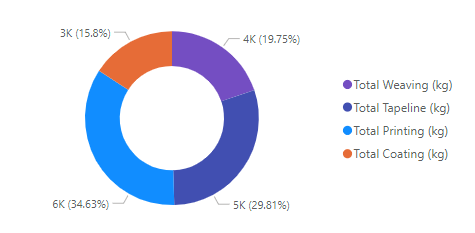 3K (15.8%)
4K (19.75%)
Total Weaving (kg)
Total Tapeline (kg)
Total Printing (kg)
Total Coating (kg)
6K (34.63%)
5K (29.81%)